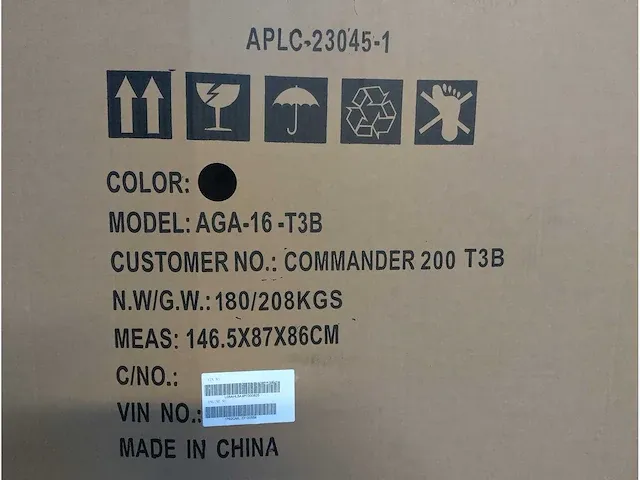 APLC-23045-1
COLOR:
MODEL: AGA-16 -T3B
CUSTOMER NO.: COMMANDER 200 T3B
N.W/G.W.: 180/208KGS
MEAS: 146.5X87X86CM
C/NO.:
VIN NO.:
MADE IN CHINA